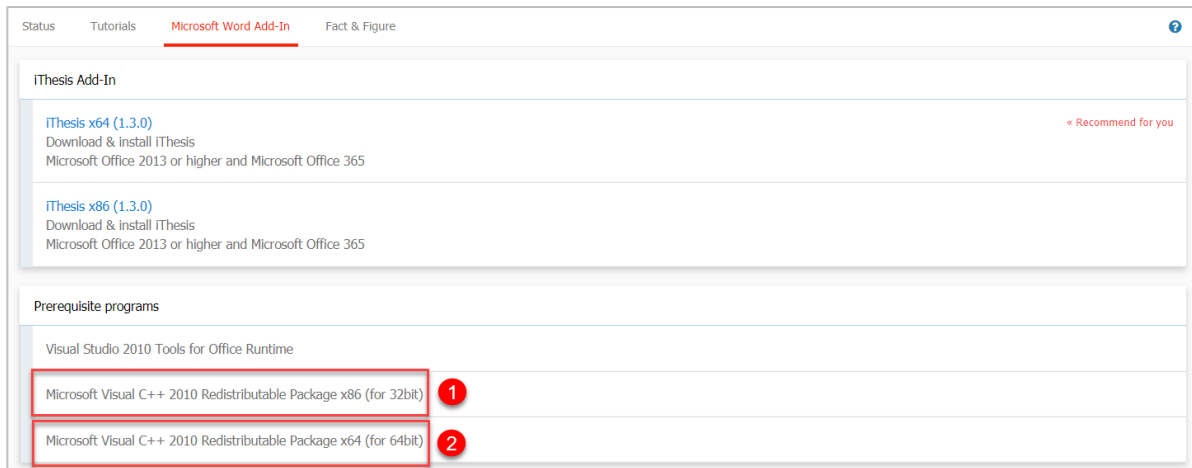 Status Tutorials Microsoft Word Add-In Fact & Figure
iThesis Add-In
iThesis x64 (1.3.0) « Recommend for you
Download & install iThesis
Microsoft Office 2013 or higher and Microsoft Office 365
iThesis x86 (1.3.0)
Download & install iThesis
Microsoft Office 2013 or higher and Microsoft Office 365
Prerequisite programs
Visual Studio 2010 Tools for Office Runtime
Microsoft Visual C++ 2010 Redistributable Package x86 (for 32bit) 1
Microsoft Visual C++ 2010 Redistributable Package x64 (for 64bit) 2